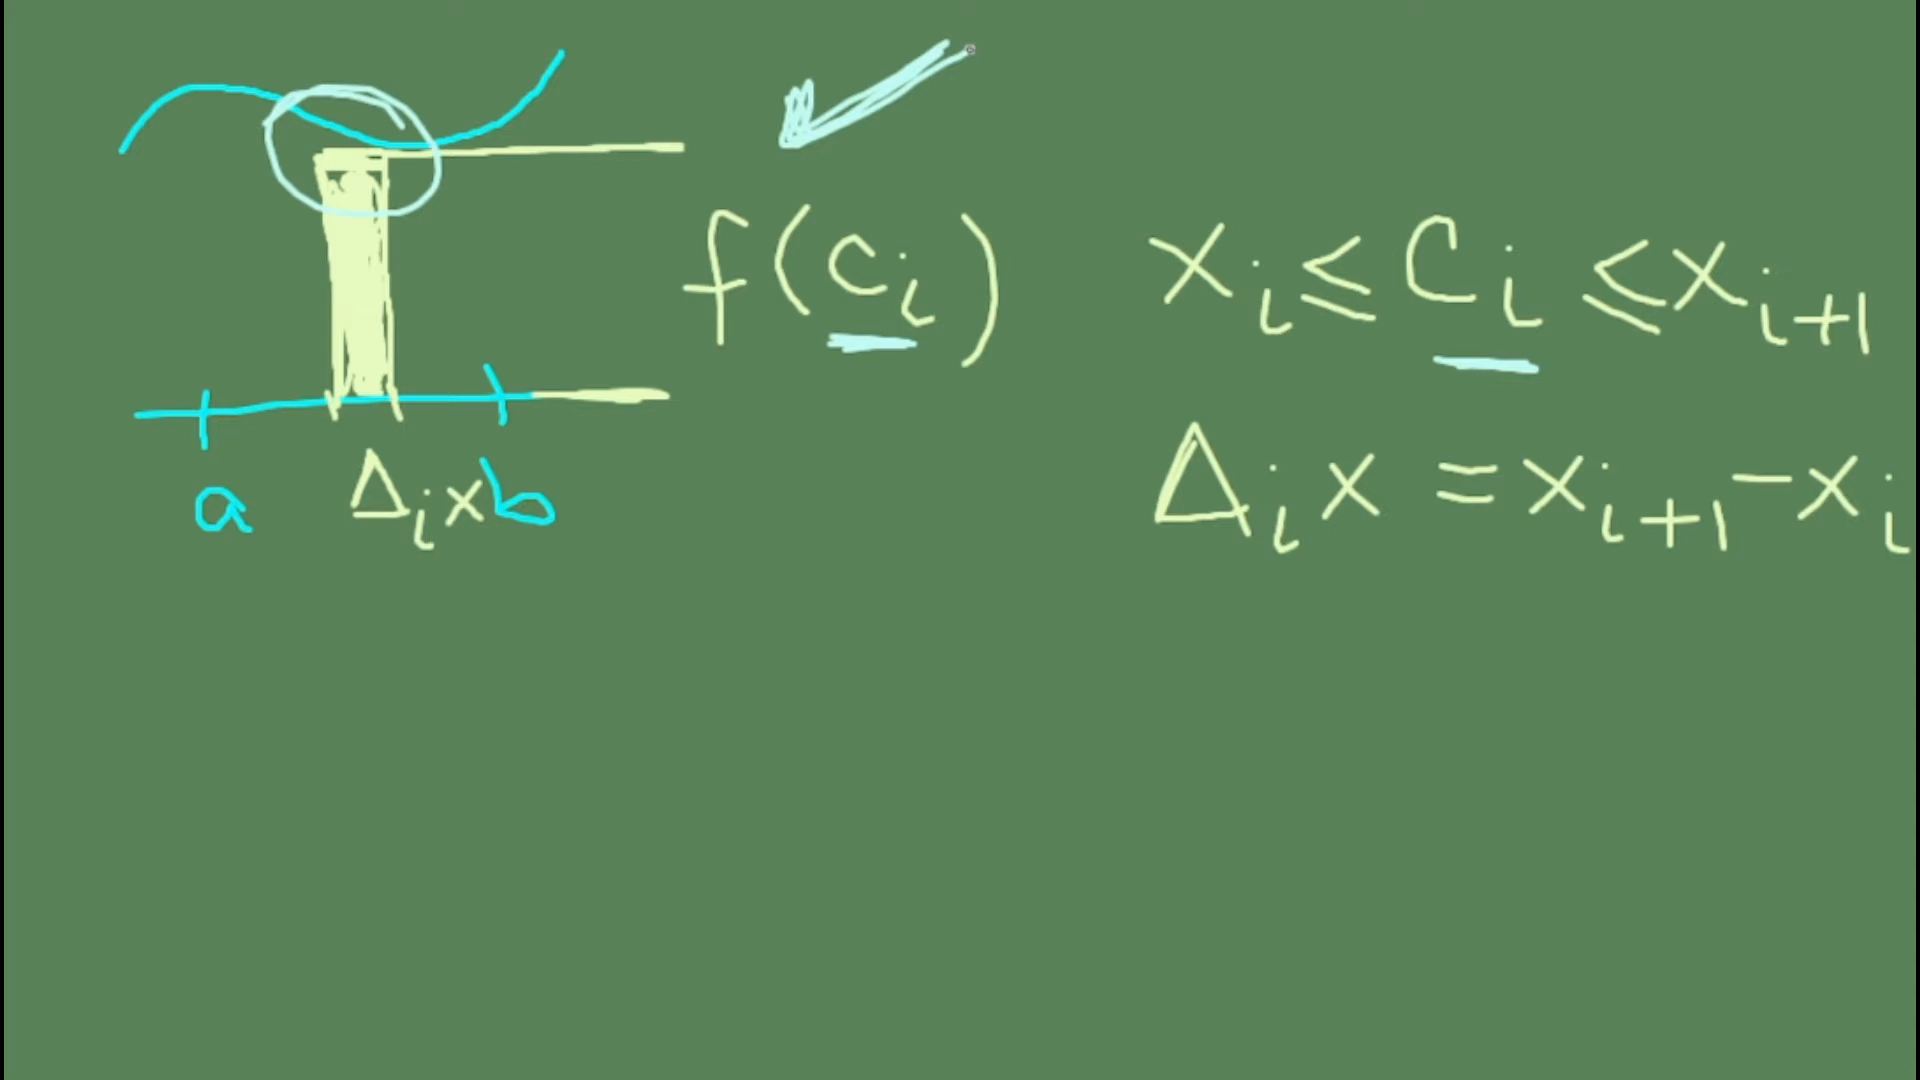 f(cᵢ)
xᵢ ≤ Cᵢ ≤ xᵢ₊₁
a Δᵢx b
Δᵢx = xᵢ₊₁ - xᵢ